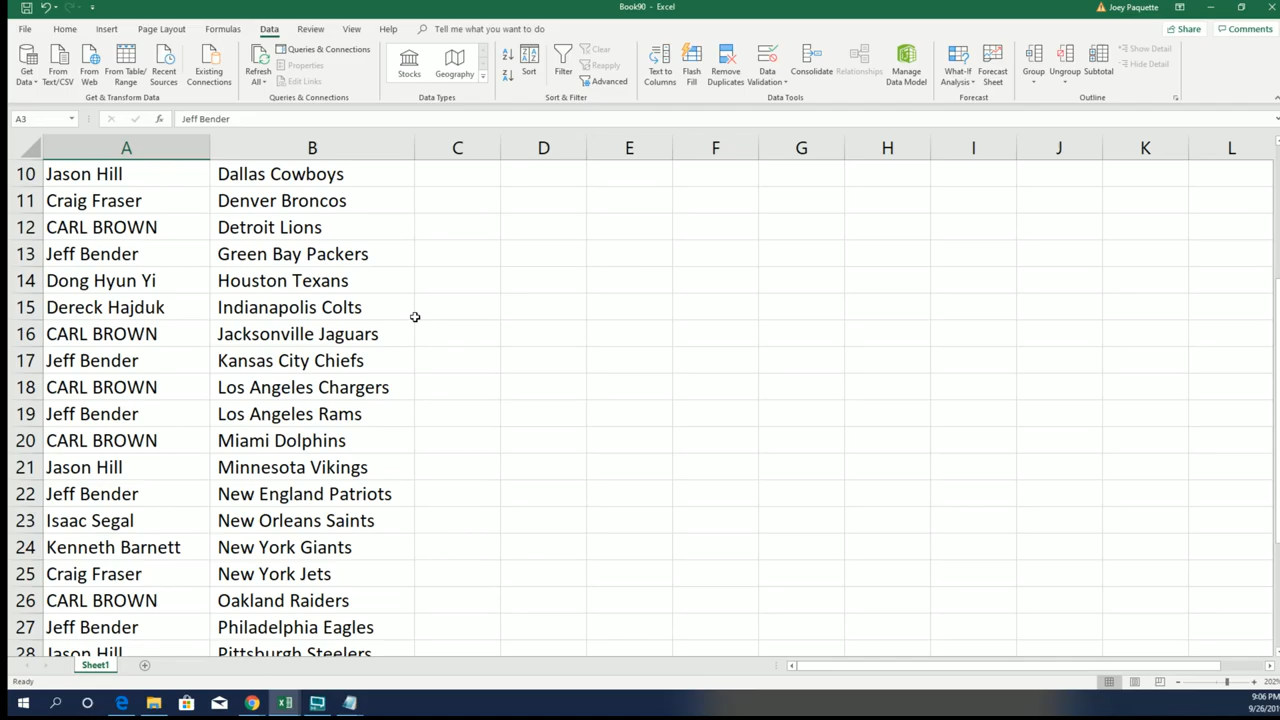 Book90 - Excel
Joey Paquette
File Home Insert Page Layout Formulas Data Review View Help Tell me what you want to do Share Comments
Get Data From Text/CSV From Web From Table/ Range Recent Sources Existing Connections
Get & Transform Data
Refresh All Queries & Connections Properties Edit Links
Queries & Connections
Stocks Geography
Data Types
Sort Filter Clear Reapply Advanced
Sort & Filter
Text to Columns Flash Fill Remove Duplicates Data Validation Consolidate Relationships Manage Data Model
Data Tools
What-If Analysis Forecast Sheet
Forecast
Group Ungroup Subtotal Show Detail Hide Detail
Outline
A3 fx Jeff Bender
A B C D E F G H I J K L
10 Jason Hill Dallas Cowboys
11 Craig Fraser Denver Broncos
12 CARL BROWN Detroit Lions
13 Jeff Bender Green Bay Packers
14 Dong Hyun Yi Houston Texans
15 Dereck Hajduk Indianapolis Colts
16 CARL BROWN Jacksonville Jaguars
17 Jeff Bender Kansas City Chiefs
18 CARL BROWN Los Angeles Chargers
19 Jeff Bender Los Angeles Rams
20 CARL BROWN Miami Dolphins
21 Jason Hill Minnesota Vikings
22 Jeff Bender New England Patriots
23 Isaac Segal New Orleans Saints
24 Kenneth Barnett New York Giants
25 Craig Fraser New York Jets
26 CARL BROWN Oakland Raiders
27 Jeff Bender Philadelphia Eagles
28 Jason Hill Pittsburgh Steelers
Sheet1
Ready
202%
9:06 PM
9/26/201